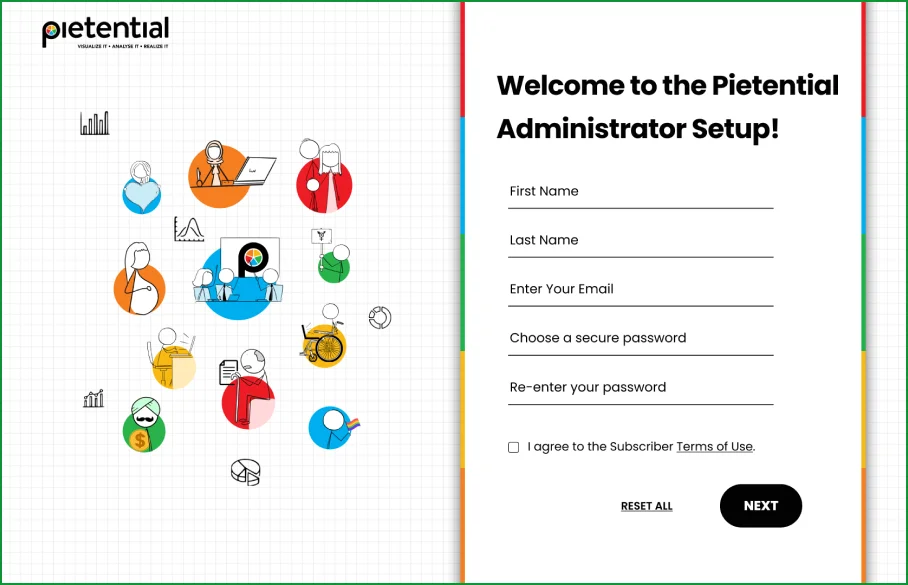 pietential
VISUALIZE IT • ANALYSE IT • REALIZE IT
Welcome to the Pietential
Administrator Setup!
First Name
Last Name
Enter Your Email
Choose a secure password
Re-enter your password
I agree to the Subscriber Terms of Use.
RESET ALL
NEXT
p
$